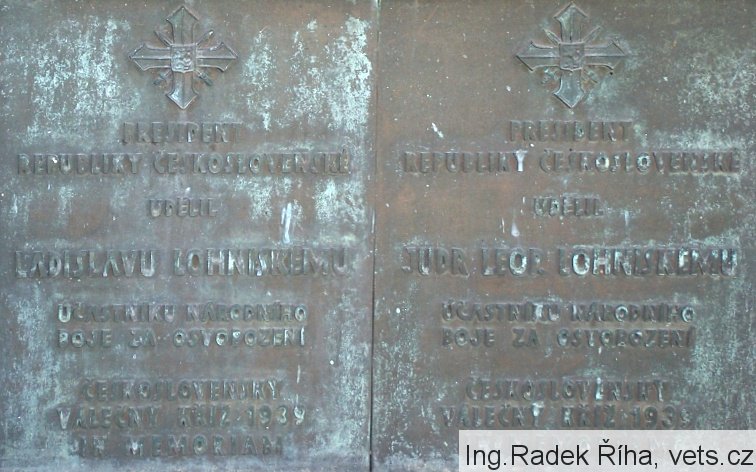 PRESIDENT
REPUBLIKY ČESKOSLOVENSKÉ
UDĚLIL
LADISLAVU LOHNISKÉMU
ÚČASTNÍKU NÁRODNÍHO
BOJE ZA OSVOBOZENÍ
ČESKOSLOVENSKÝ
VÁLEČNÝ KŘÍŽ 1939
IN MEMORIAM
PRESIDENT
REPUBLIKY ČESKOSLOVENSKÉ
UDĚLIL
JUDR LEOP. LOHNISKÉMU
ÚČASTNÍKU NÁRODNÍHO
BOJE ZA OSVOBOZENÍ
ČESKOSLOVENSKÝ
VÁLEČNÝ KŘÍŽ 1939
Ing.Radek Říha, vets.cz